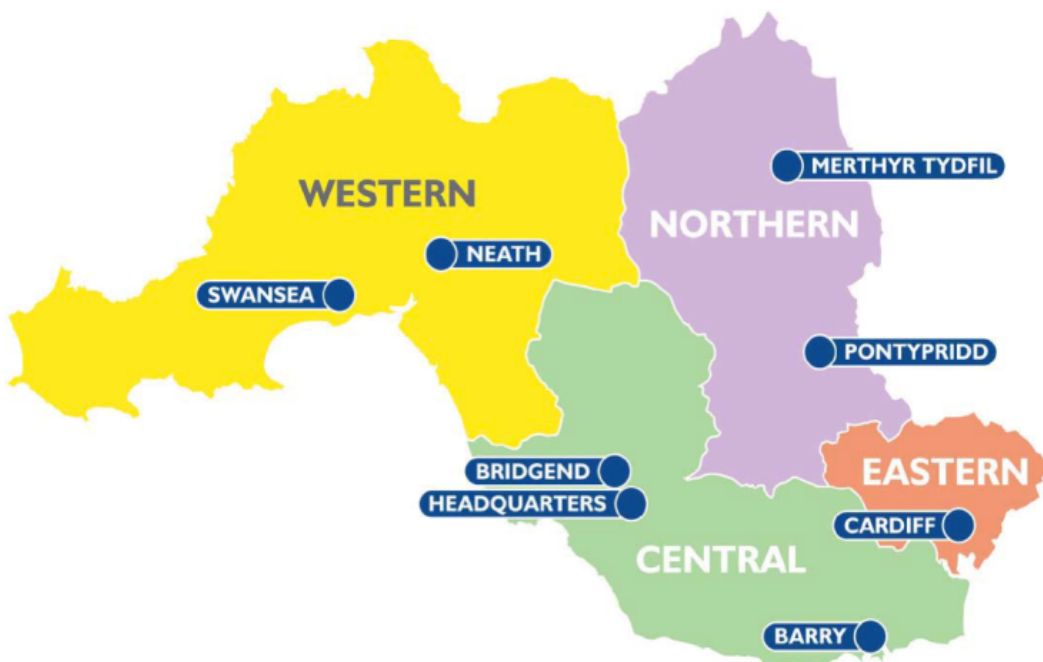 MERTHYR TYDFIL
WESTERN
NORTHERN
NEATH
SWANSEA
PONTYPRIDD
BRIDGEND
EASTERN
HEADQUARTERS
CARDIFF
CENTRAL
BARRY